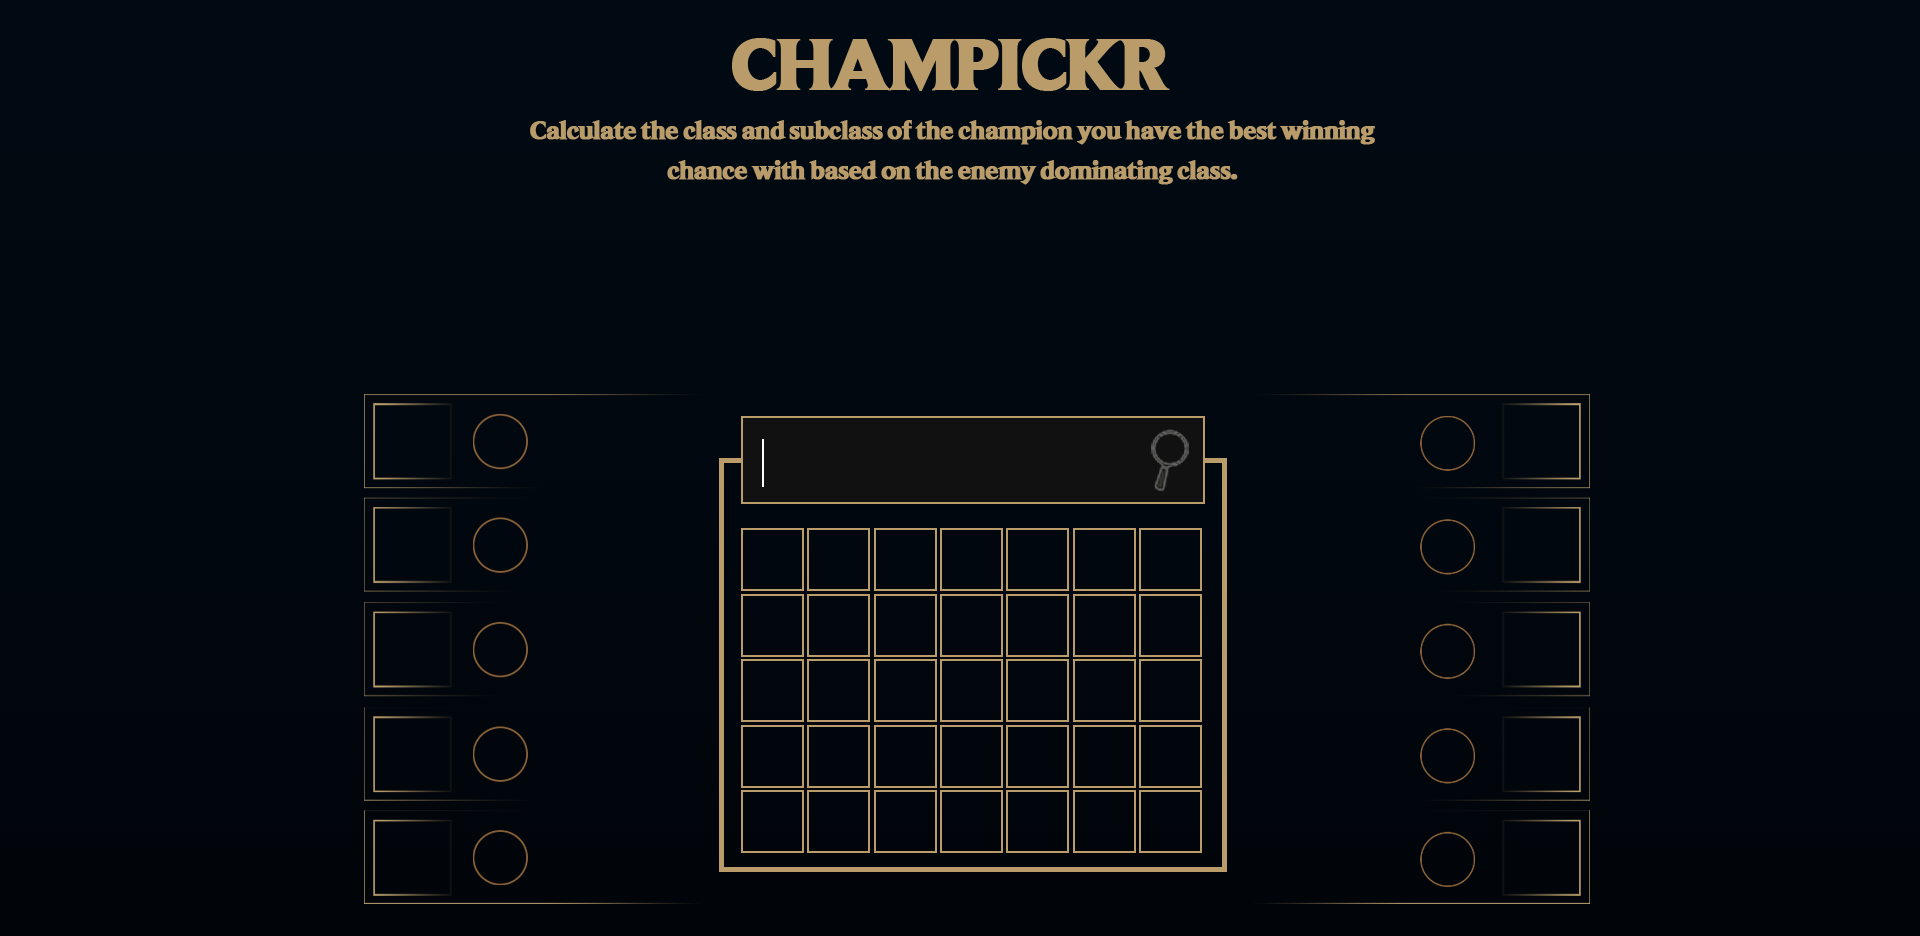 CHAMPICKR
Calculate the class and subclass of the champion you have the best winning
chance with based on the enemy dominating class.